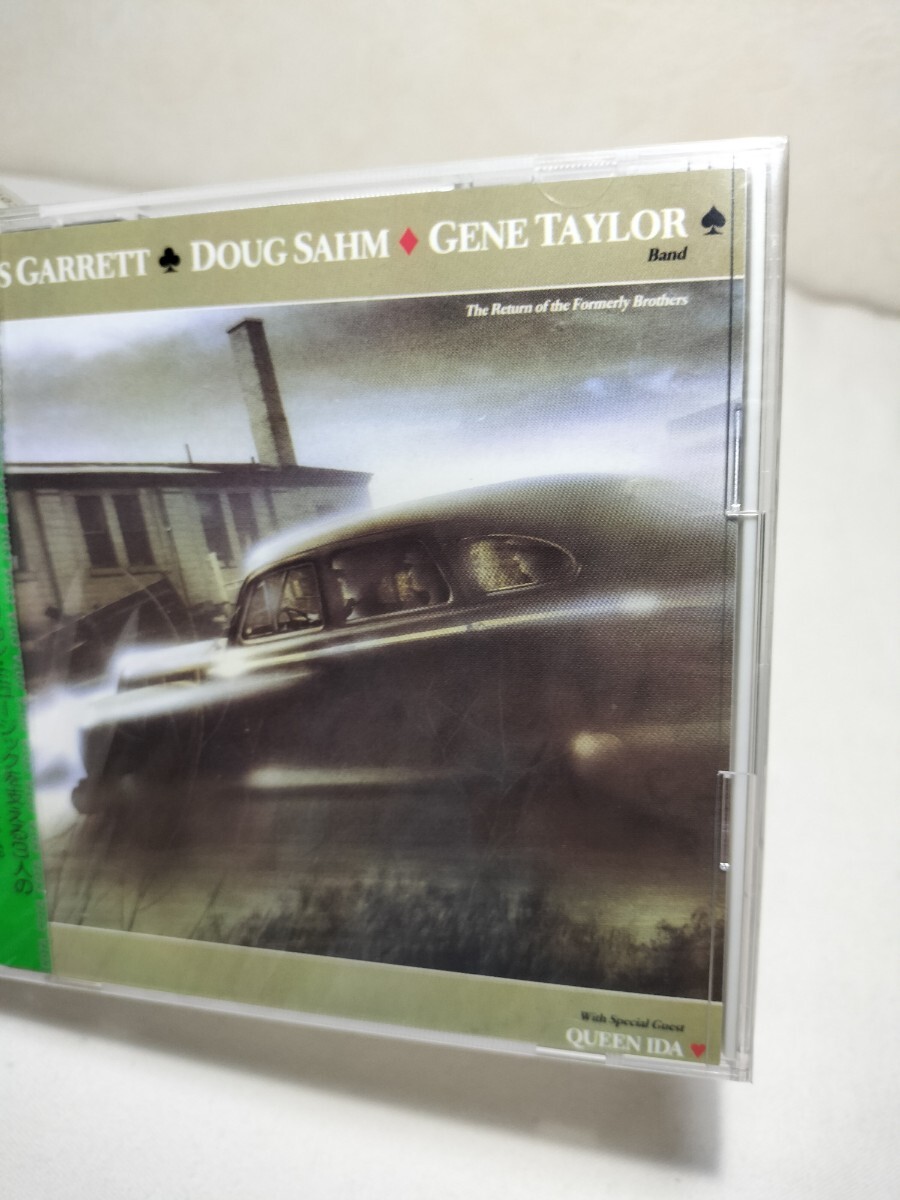 S GARRETT ♣ DOUG SAHM ♦ GENE TAYLOR ♠
Band
The Return of the Formerly Brothers
With Special Guest
QUEEN IDA ♥